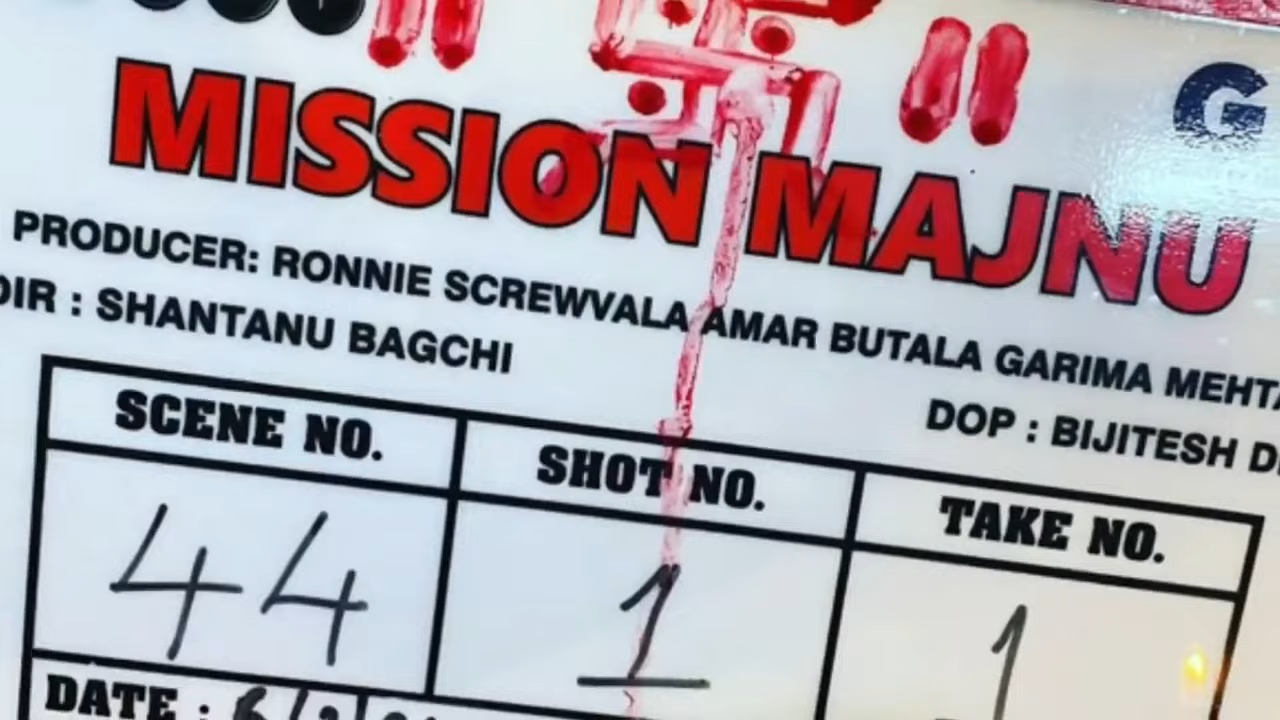 G
MISSION MAJNU
PRODUCER: RONNIE SCREWVALA AMAR BUTALA GARIMA MEHTA
DIR : SHANTANU BAGCHI
DOP : BIJITESH
SCENE NO. SHOT NO. TAKE NO.
44 1 1
DATE :